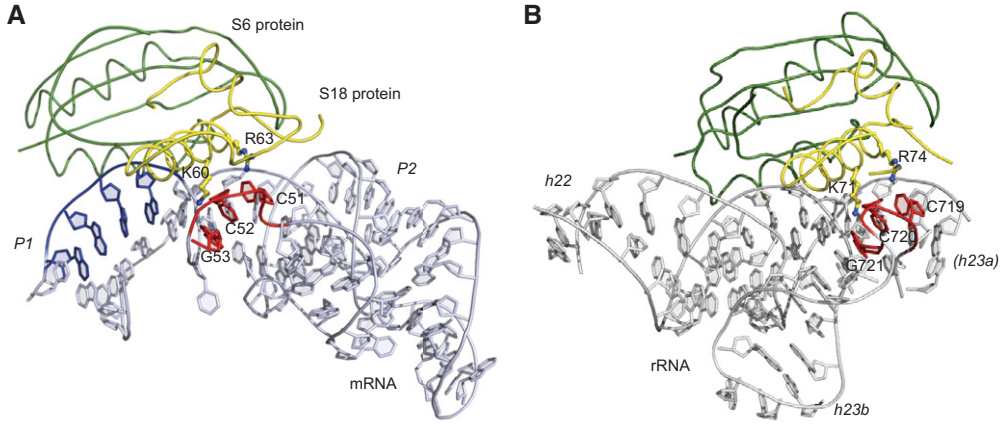 A
S6 protein
S18 protein
R63
K60
P2
C51
P1
C52
G53
mRNA
B
R74
h22
K71
C719
C720
G721
(h23a)
rRNA
h23b